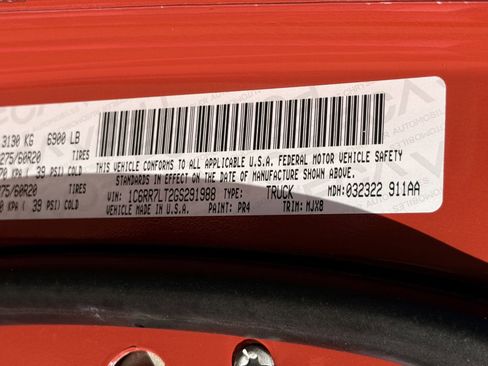 3130 KG 6900 LB
275/60R20 TIRES
70 KPA ( 39 PSI) COLD
75/60R20 TIRES
0 KPA ( 39 PSI) COLD
THIS VEHICLE CONFORMS TO ALL APPLICABLE U.S.A. FEDERAL MOTOR VEHICLE SAFETY
STANDARDS IN EFFECT ON THE DATE OF MANUFACTURE SHOWN ABOVE.
VIN: 1C6RR7LT2GS291988 TYPE: TRUCK MDH: 032322 911AA
VEHICLE MADE IN U.S.A. PAINT: PR4 TRIM: MJX8